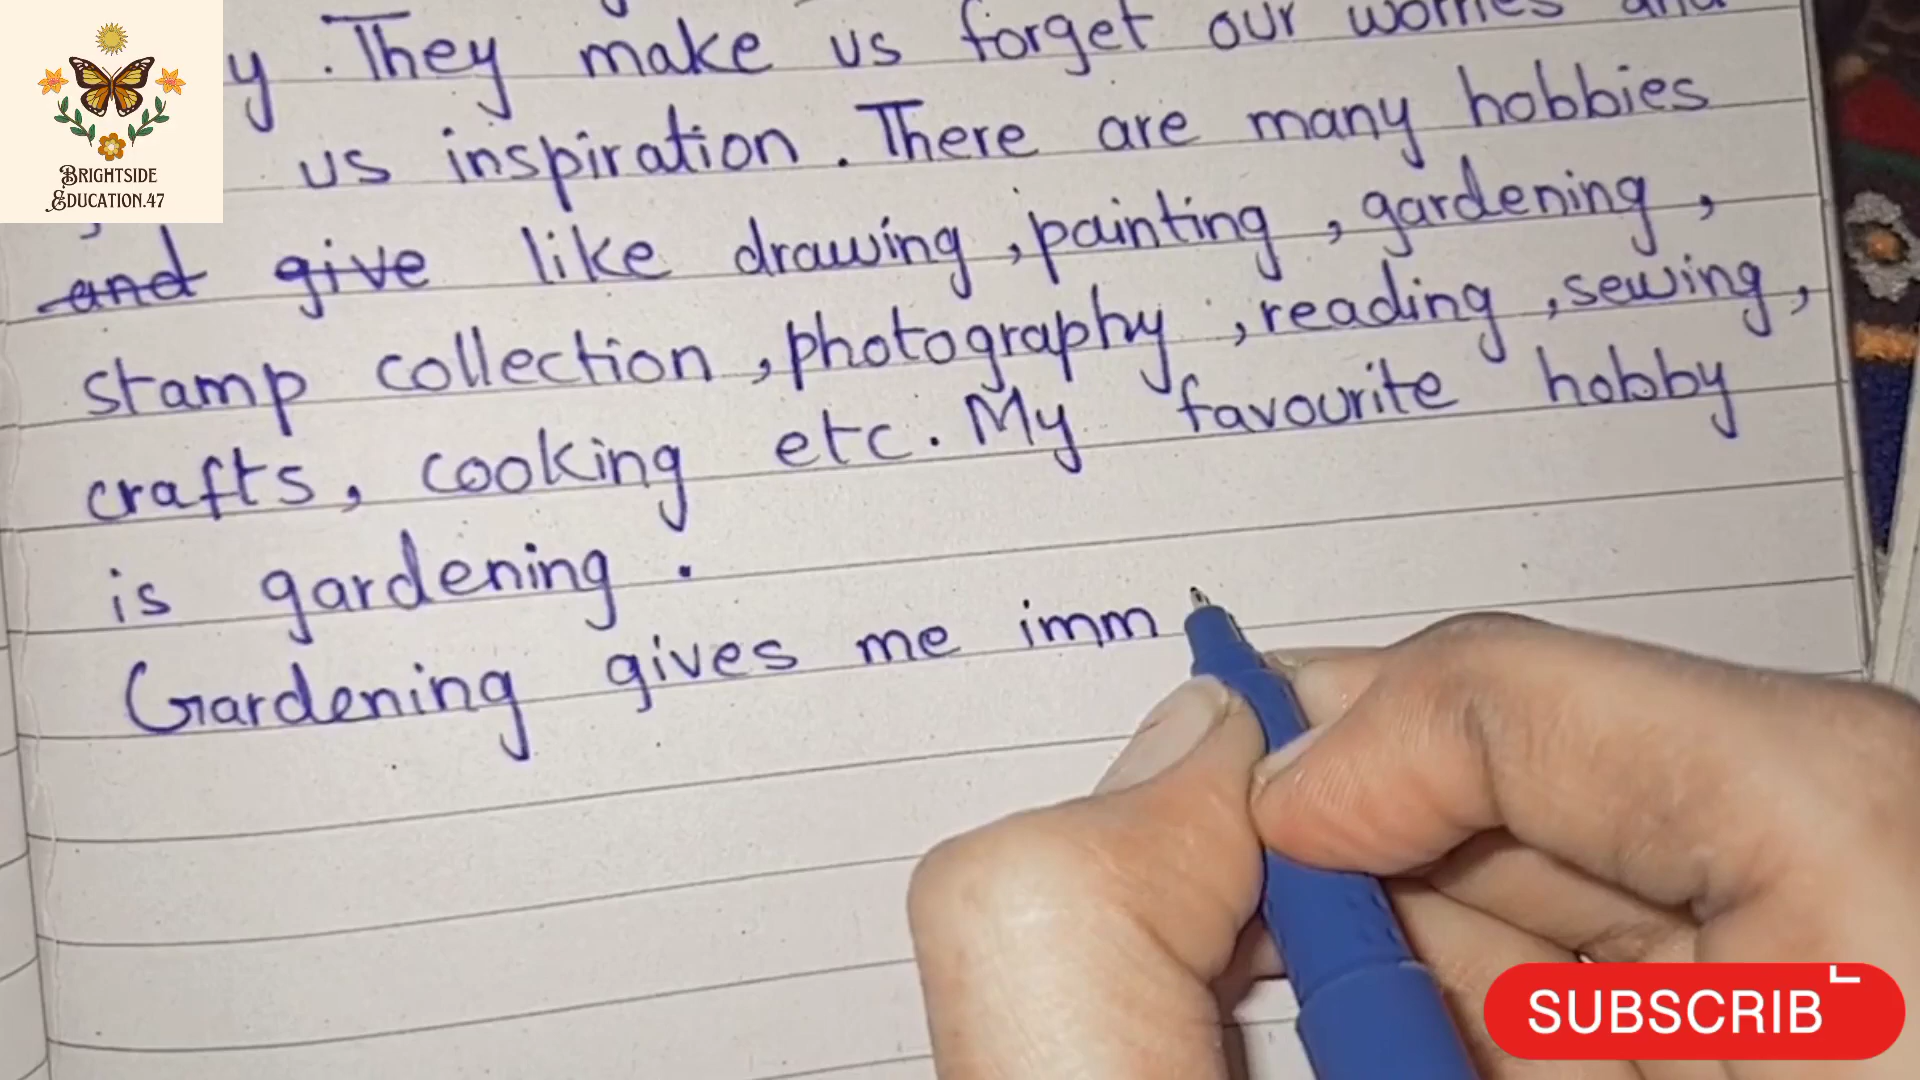 BRIGHTSIDE
EDUCATION.47
y. They make us forget our worries and
us inspiration. There are many hobbies
and give like drawing, painting, gardening,
stamp collection, photography, reading, sewing,
crafts, cooking etc. My favourite hobby
is gardening.
Gardening gives me imm
SUBSCRIB